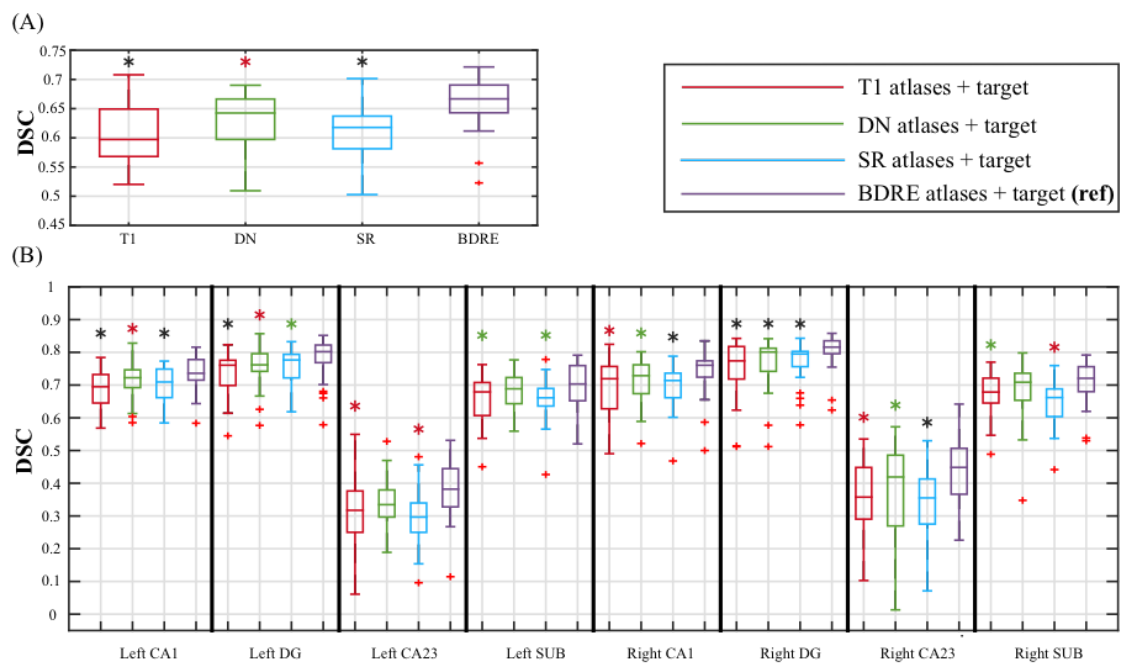 (A)
0.75
0.7
0.65
0.6
0.55
0.5
0.45
DSC
* * *
T1 DN SR BDRE
T1 atlases + target
DN atlases + target
SR atlases + target
BDRE atlases + target (ref)
(B)
1
0.9
0.8
0.7
0.6
0.5
0.4
0.3
0.2
0.1
0
DSC
Left CA1 Left DG Left CA23 Left SUB Right CA1 Right DG Right CA23 Right SUB